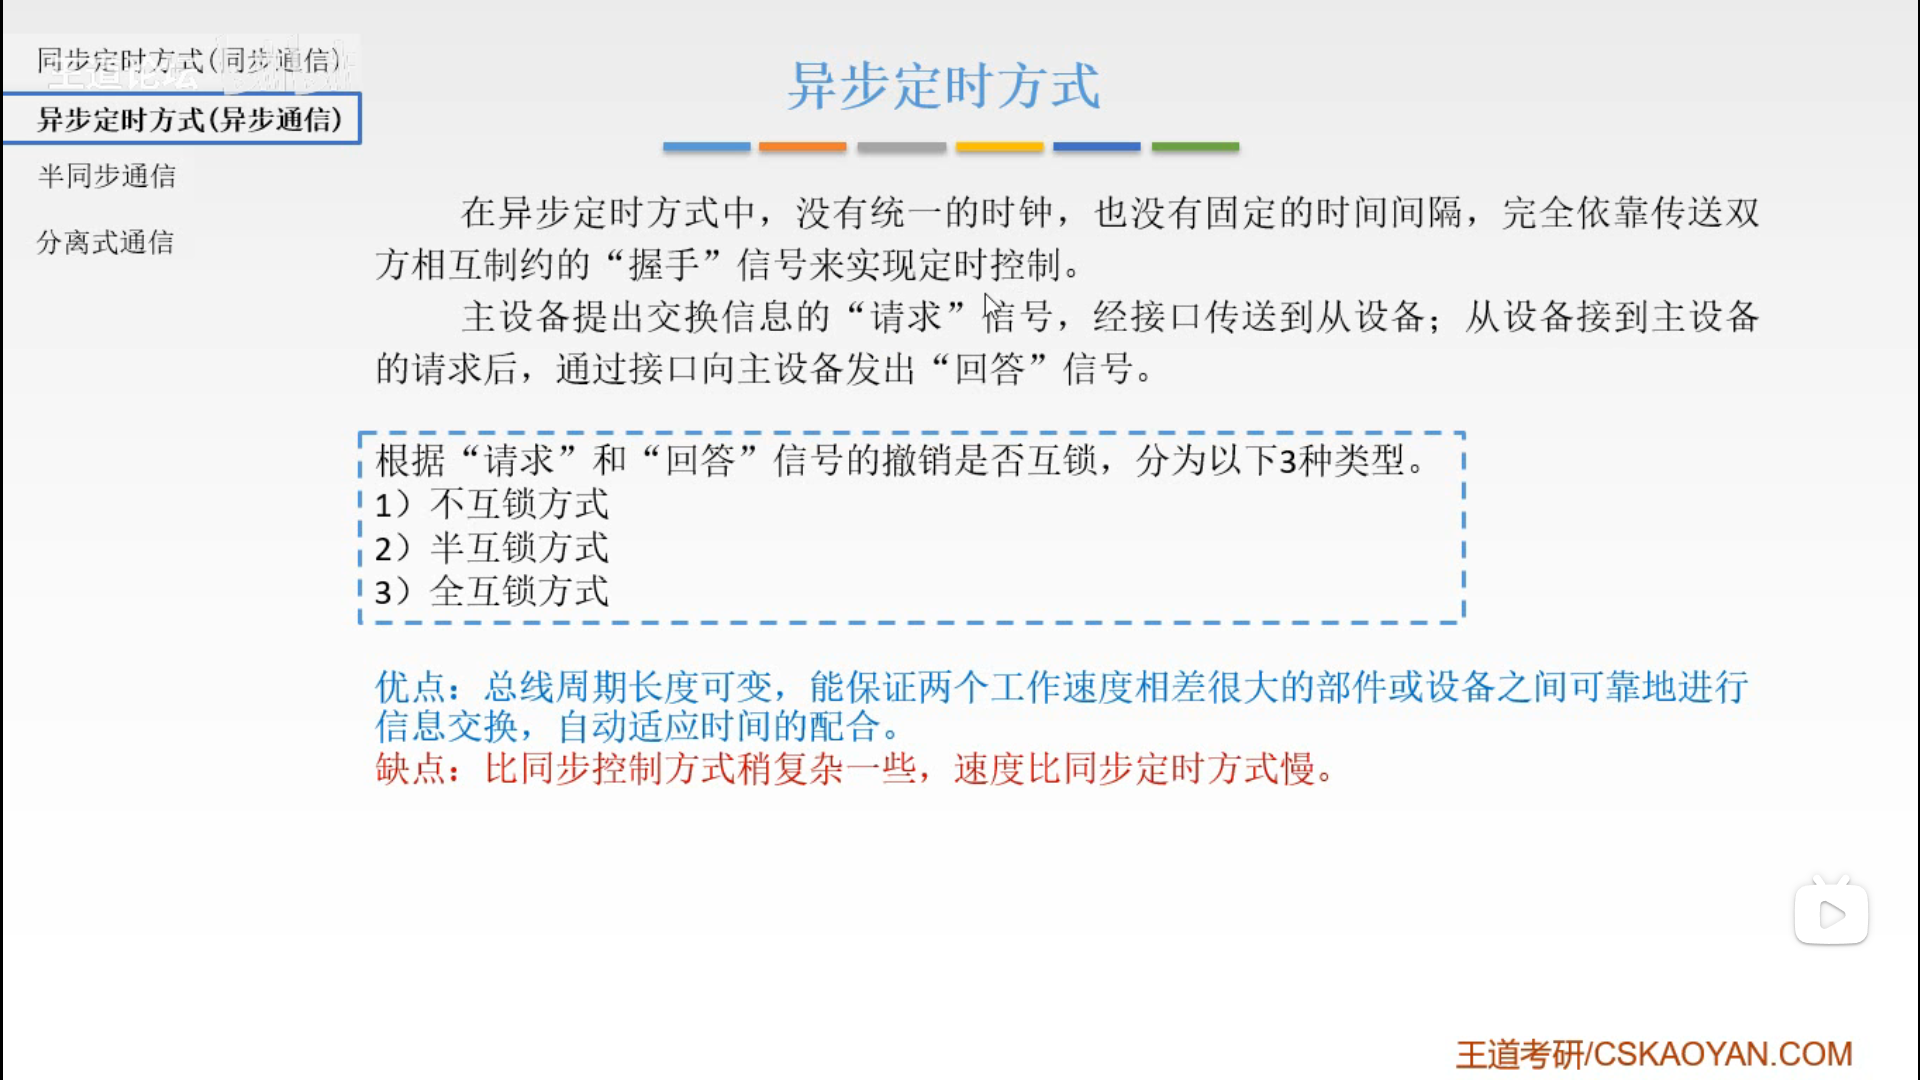 同步定时方式(同步通信)
王道论坛
异步定时方式(异步通信)
半同步通信
分离式通信
异步定时方式
在异步定时方式中，没有统一的时钟，也没有固定的时间间隔，完全依靠传送双
方相互制约的“握手”信号来实现定时控制。
主设备提出交换信息的“请求”信号，经接口传送到从设备；从设备接到主设备
的请求后，通过接口向主设备发出“回答”信号。
根据“请求”和“回答”信号的撤销是否互锁，分为以下3种类型。
1）不互锁方式
2）半互锁方式
3）全互锁方式
优点：总线周期长度可变，能保证两个工作速度相差很大的部件或设备之间可靠地进行
信息交换，自动适应时间的配合。
缺点：比同步控制方式稍复杂一些，速度比同步定时方式慢。
王道考研/CSKAOYAN.COM